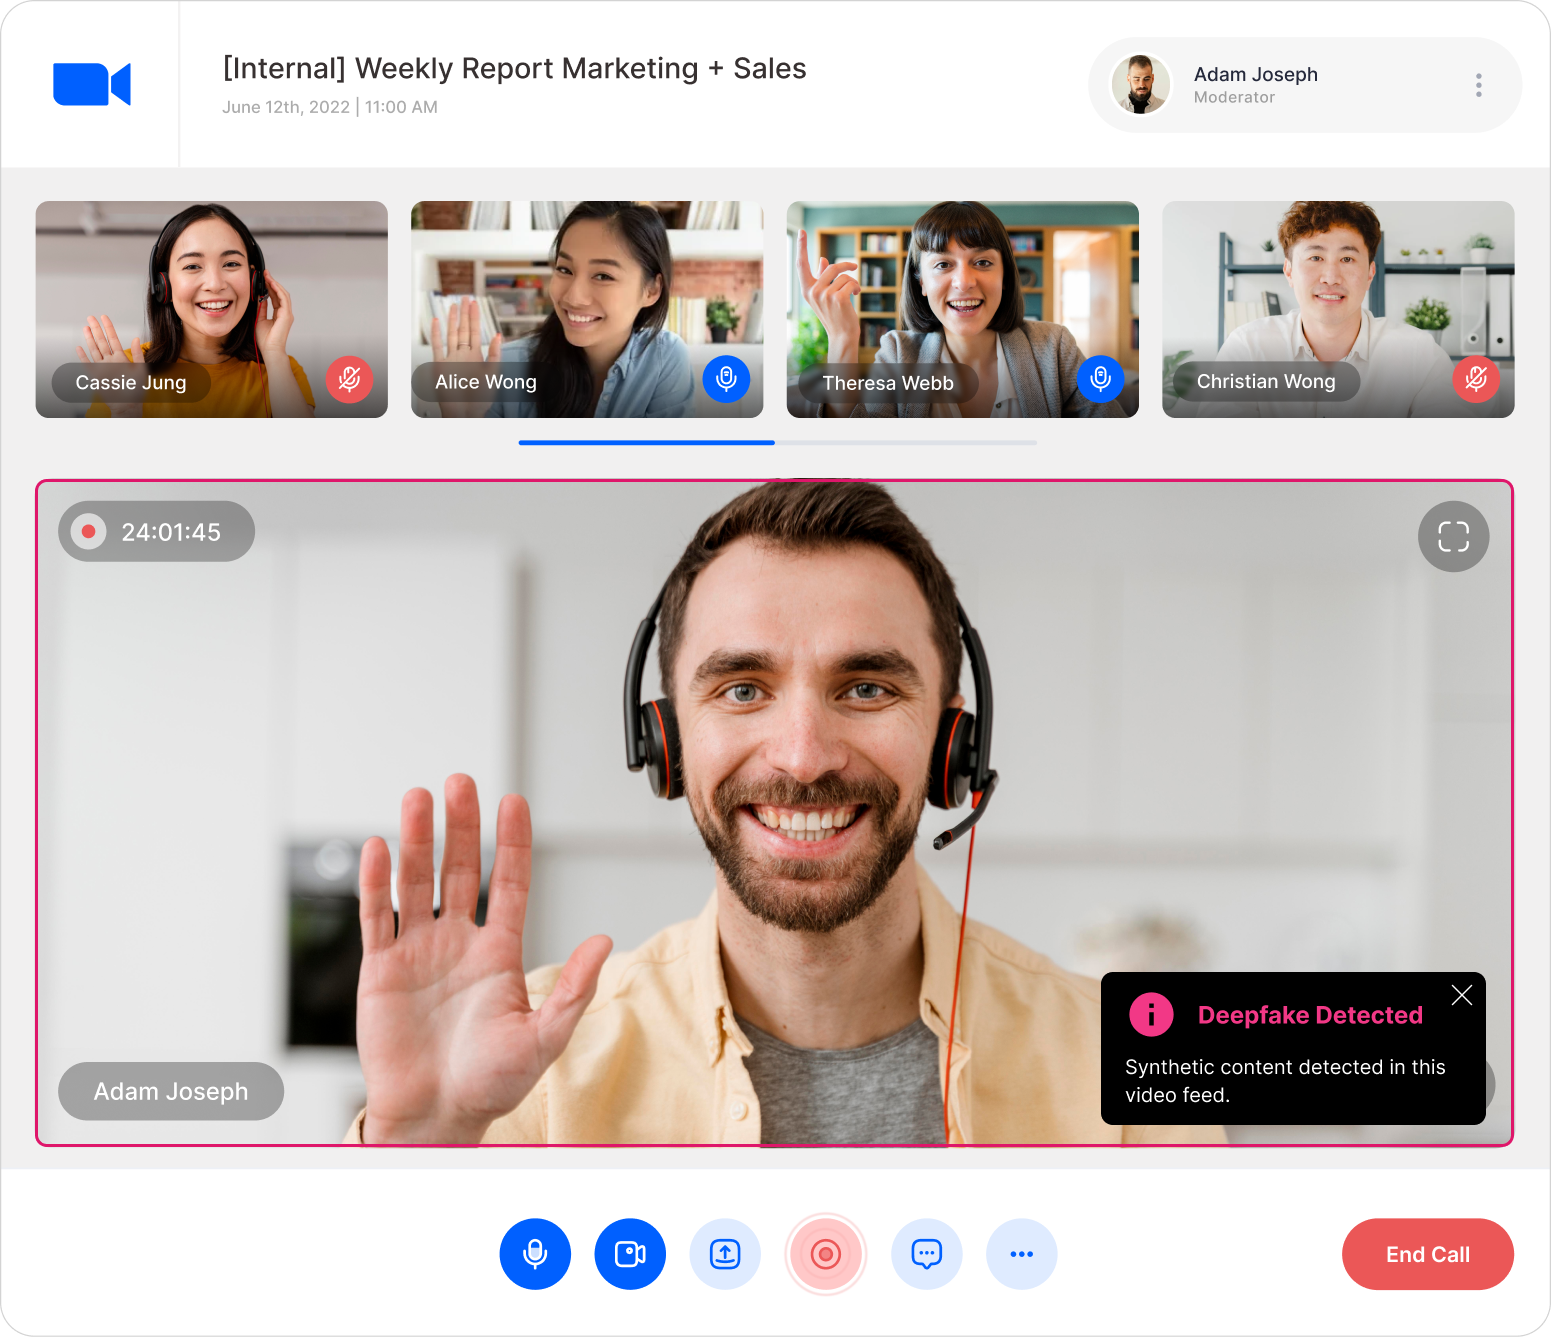 [Internal] Weekly Report Marketing + Sales
June 12th, 2022 | 11:00 AM
Adam Joseph
Moderator
Cassie Jung
Alice Wong
Theresa Webb
Christian Wong
24:01:45
Adam Joseph
Deepfake Detected
Synthetic content detected in this
video feed.
End Call